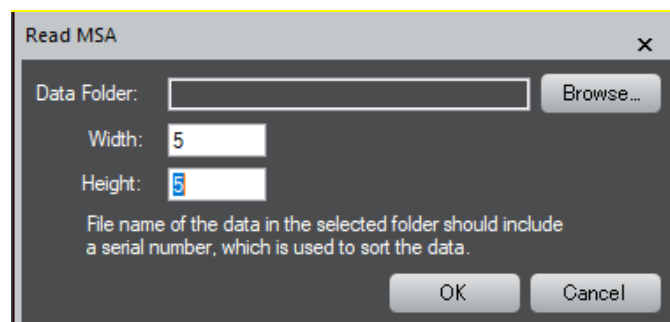 Read MSA
Data Folder: Browse...
Width: 5
Height: 5
File name of the data in the selected folder should include
a serial number, which is used to sort the data.
OK Cancel